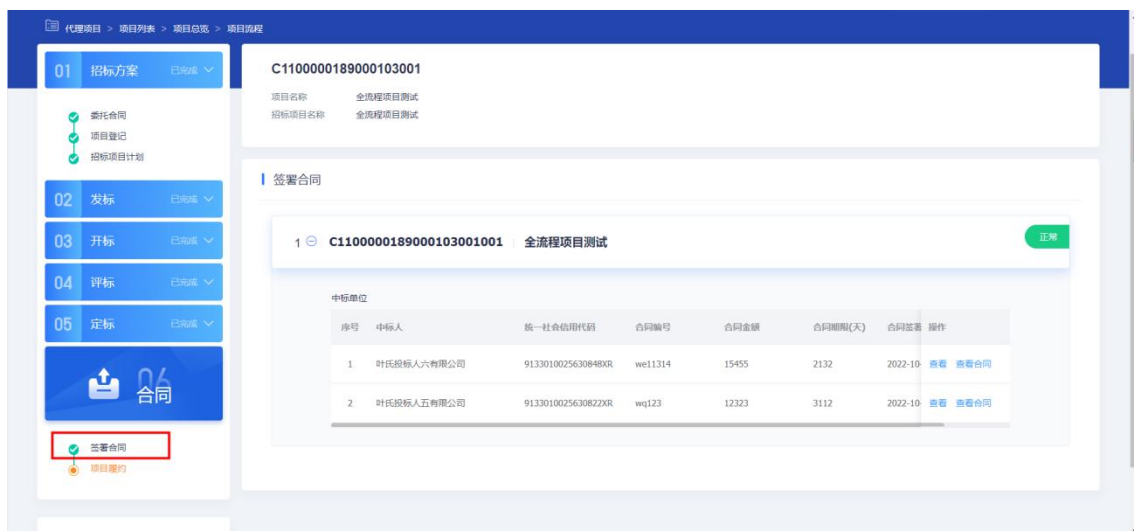 代理项目 > 项目列表 > 项目总览 > 项目流程
01 招标方案 已完成
委托合同
项目登记
招标项目计划
02 发标 已完成
03 开标 已完成
04 评标 已完成
05 定标 已完成
06 合同
签署合同
项目履约
C1100000189000103001
项目名称 全流程项目测试
招标项目名称 全流程项目测试
签署合同
1 C1100000189000103001001 全流程项目测试 正常
中标单位
序号 中标人 统一社会信用代码 合同编号 合同金额 合同期限(天) 合同签署 操作
1 叶氏投标人六有限公司 9133010025630848XR we11314 15455 2132 2022-10- 查看 查看合同
2 叶氏投标人五有限公司 9133010025630822XR wq123 12323 3112 2022-10- 查看 查看合同